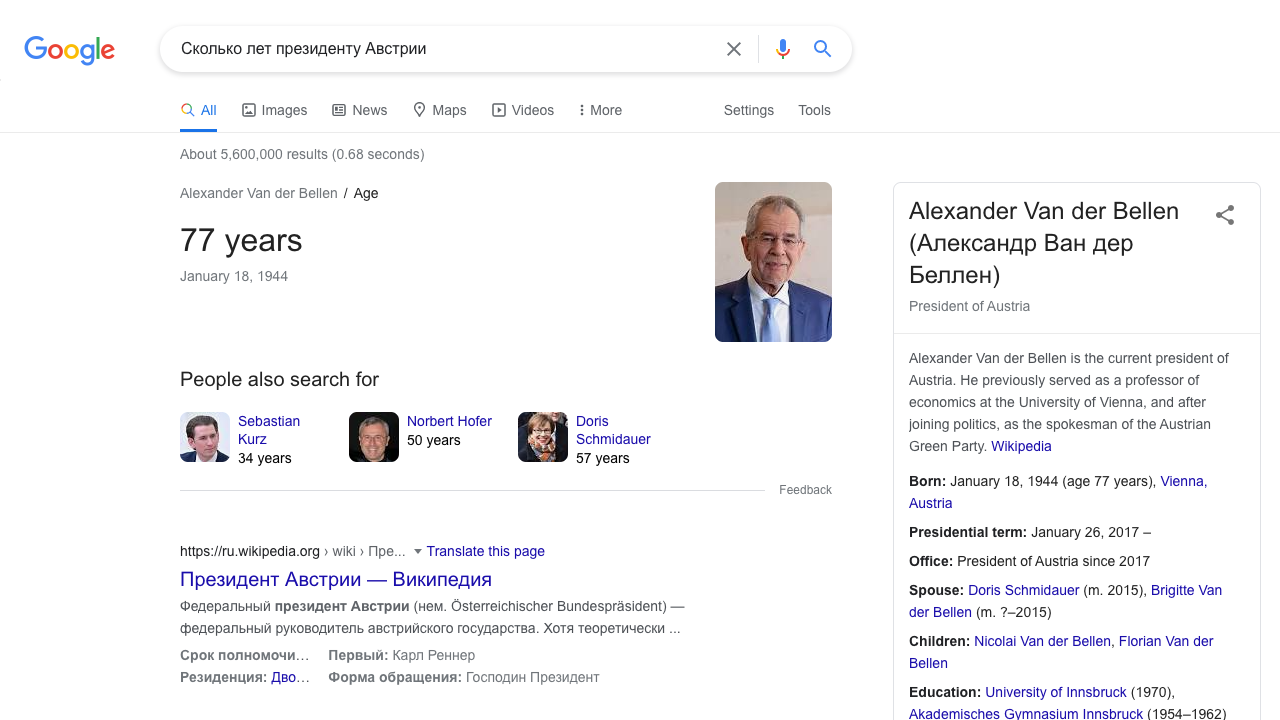 Google
Сколько лет президенту Австрии
All Images News Maps Videos More Settings Tools
About 5,600,000 results (0.68 seconds)
Alexander Van der Bellen / Age
77 years
January 18, 1944
People also search for
Sebastian
Kurz
34 years
Norbert Hofer
50 years
Doris
Schmidauer
57 years
Feedback
https://ru.wikipedia.org › wiki › Пре... Translate this page
Президент Австрии — Википедия
Федеральный президент Австрии (нем. Österreichischer Bundespräsident) —
федеральный руководитель австрийского государства. Хотя теоретически ...
Срок полномочи… Первый: Карл Реннер
Резиденция: Дво… Форма обращения: Господин Президент
Alexander Van der Bellen
(Александр Ван дер
Беллен)
President of Austria
Alexander Van der Bellen is the current president of
Austria. He previously served as a professor of
economics at the University of Vienna, and after
joining politics, as the spokesman of the Austrian
Green Party. Wikipedia
Born: January 18, 1944 (age 77 years), Vienna,
Austria
Presidential term: January 26, 2017 –
Office: President of Austria since 2017
Spouse: Doris Schmidauer (m. 2015), Brigitte Van
der Bellen (m. ?–2015)
Children: Nicolai Van der Bellen, Florian Van der
Bellen
Education: University of Innsbruck (1970),
Akademisches Gymnasium Innsbruck (1954–1962)